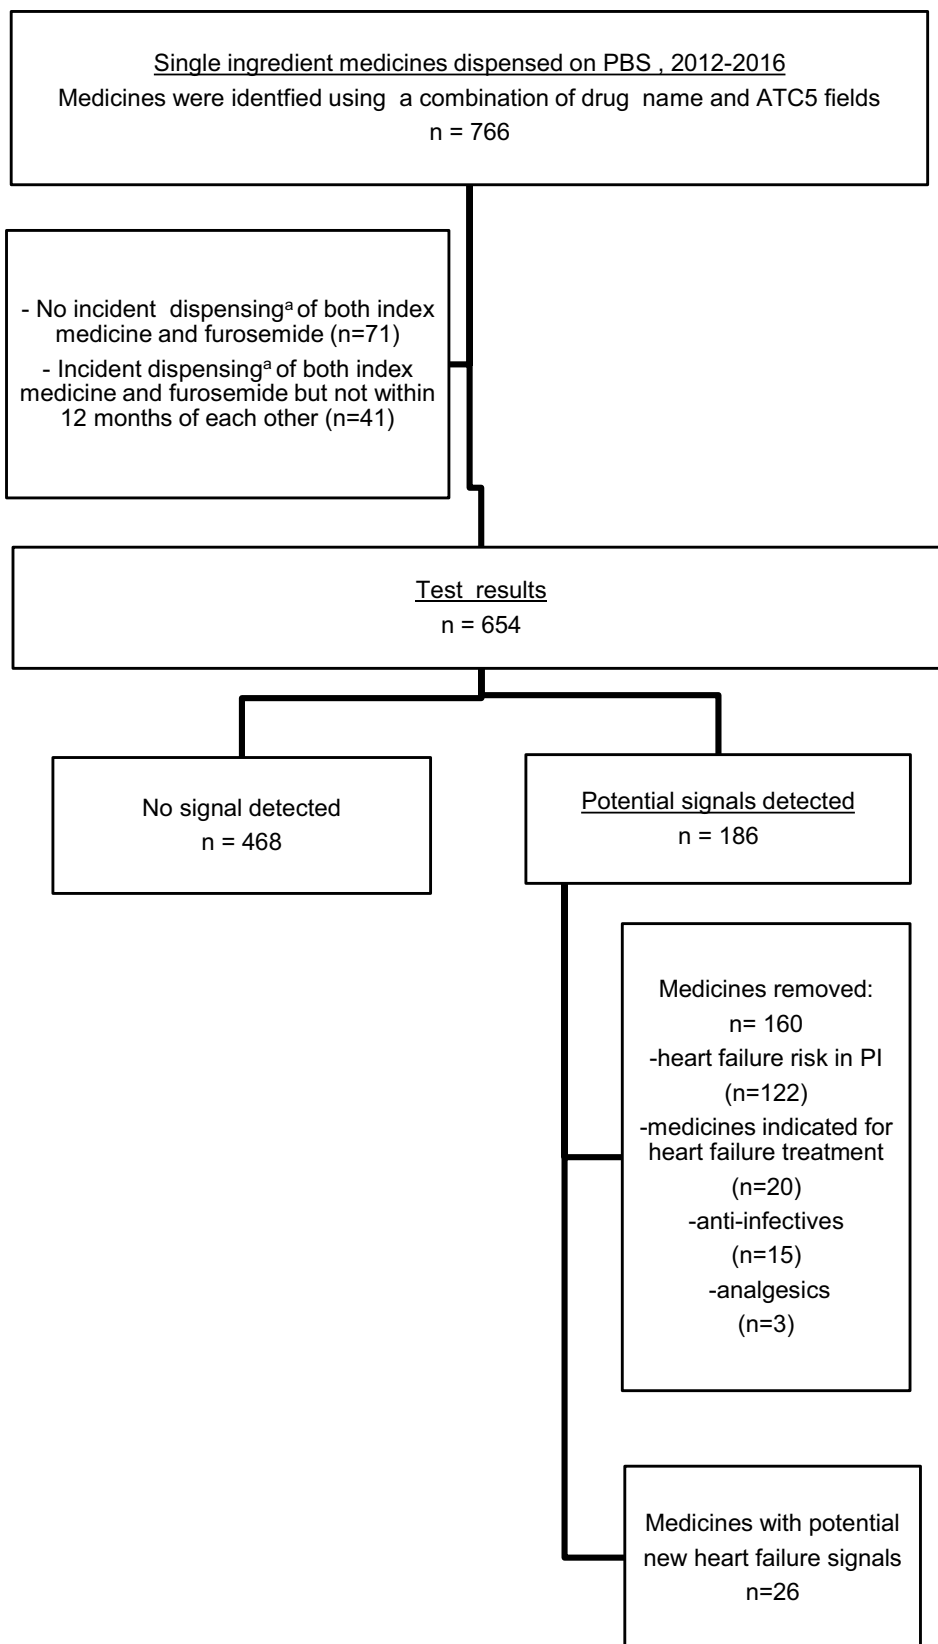 Single ingredient medicines dispensed on PBS , 2012-2016
Medicines were identfied using a combination of drug name and ATC5 fields
n = 766
- No incident dispensingᵃ of both index
medicine and furosemide (n=71)
- Incident dispensingᵃ of both index
medicine and furosemide but not within
12 months of each other (n=41)
Test results
n = 654
No signal detected
n = 468
Potential signals detected
n = 186
Medicines removed:
n= 160
-heart failure risk in PI
(n=122)
-medicines indicated for
heart failure treatment
(n=20)
-anti-infectives
(n=15)
-analgesics
(n=3)
Medicines with potential
new heart failure signals
n=26